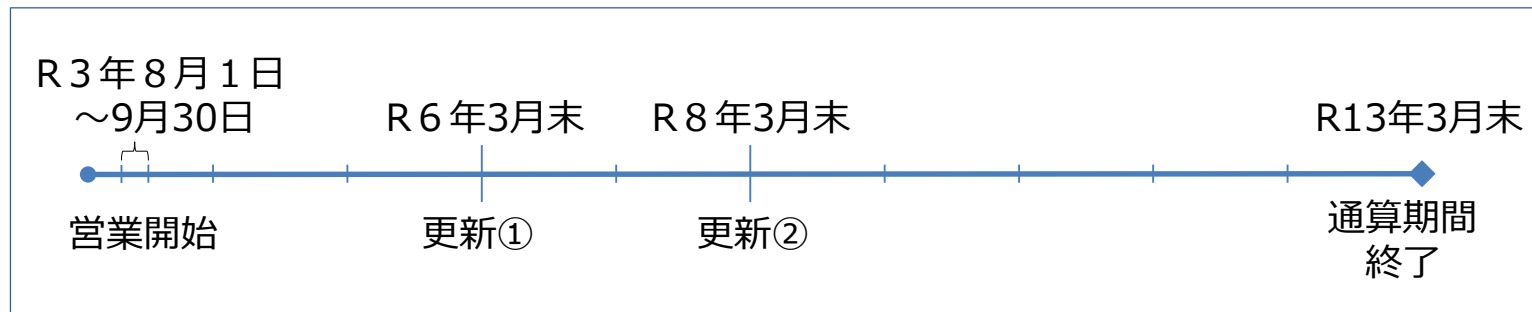 R３年８月１日
～9月30日
R６年3月末
R８年3月末
R13年3月末
営業開始
更新①
更新②
通算期間
終了